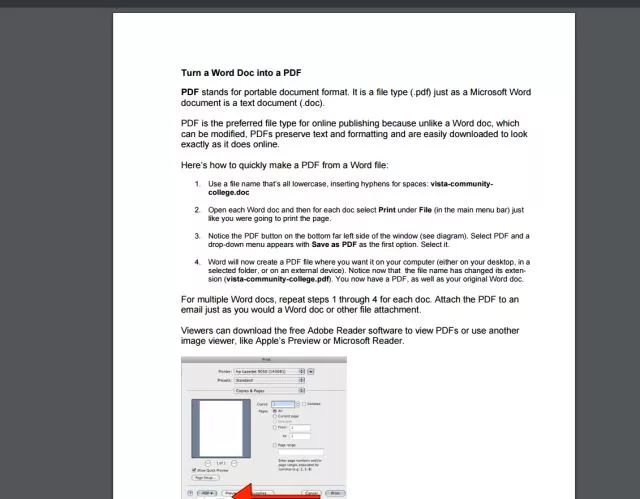 Turn a Word Doc into a PDF
PDF stands for portable document format. It is a file type (.pdf) just as a Microsoft Word
document is a text document (.doc).
PDF is the preferred file type for online publishing because unlike a Word doc, which
can be modified, PDFs preserve text and formatting and are easily downloaded to look
exactly as it does online.
Here's how to quickly make a PDF from a Word file:
1. Use a file name that's all lowercase, inserting hyphens for spaces: vista-community-
college.doc
2. Open each Word doc and then for each doc select Print under File (in the main menu bar) just
like you were going to print the page.
3. Notice the PDF button on the bottom far left side of the window (see diagram). Select PDF and a
drop-down menu appears with Save as PDF as the first option. Select it.
4. Word will now create a PDF file where you want it on your computer (either on your desktop, in a
selected folder, or on an external device). Notice now that the file name has changed its exten-
sion (vista-community-college.pdf). You now have a PDF, as well as your original Word doc.
For multiple Word docs, repeat steps 1 through 4 for each doc. Attach the PDF to an
email just as you would a Word doc or other file attachment.
Viewers can download the free Adobe Reader software to view PDFs or use another
image viewer, like Apple's Preview or Microsoft Reader.
Print
Printer: hp LaserJet 9050
Presets: Standard
Copies & Pages
Copies: 1 Collated
Pages: All
Current page
From: 1
to: 1
Page range:
Enter page numbers and/or
page ranges separated by
commas (e.g. 2, 5-8)
1 of 1
Show Quick Preview
Page Setup...
? PDF Cancel Print